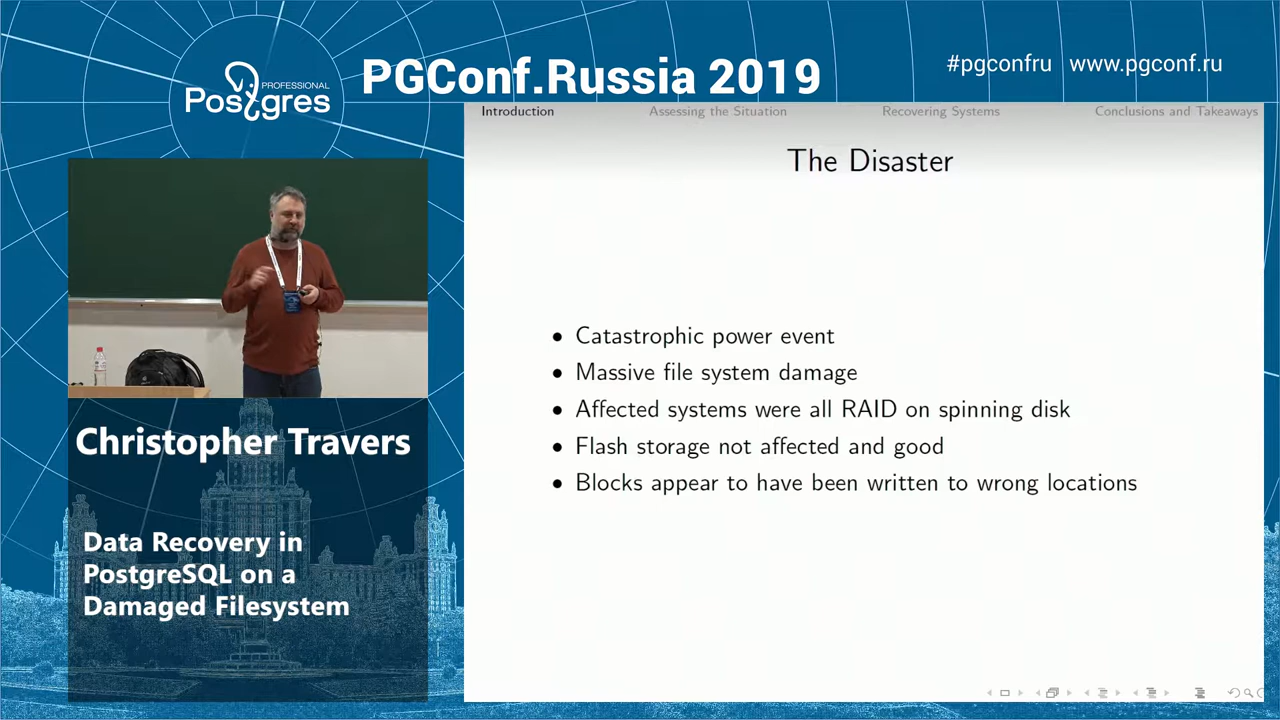 PROFESSIONAL
Postgres
PGConf.Russia 2019
#pgconfru www.pgconf.ru
Introduction
Assessing the Situation
Recovering Systems
Conclusions and Takeaways
The Disaster
• Catastrophic power event
• Massive file system damage
• Affected systems were all RAID on spinning disk
• Flash storage not affected and good
• Blocks appear to have been written to wrong locations
Christopher Travers
Data Recovery in
PostgreSQL on a
Damaged Filesystem